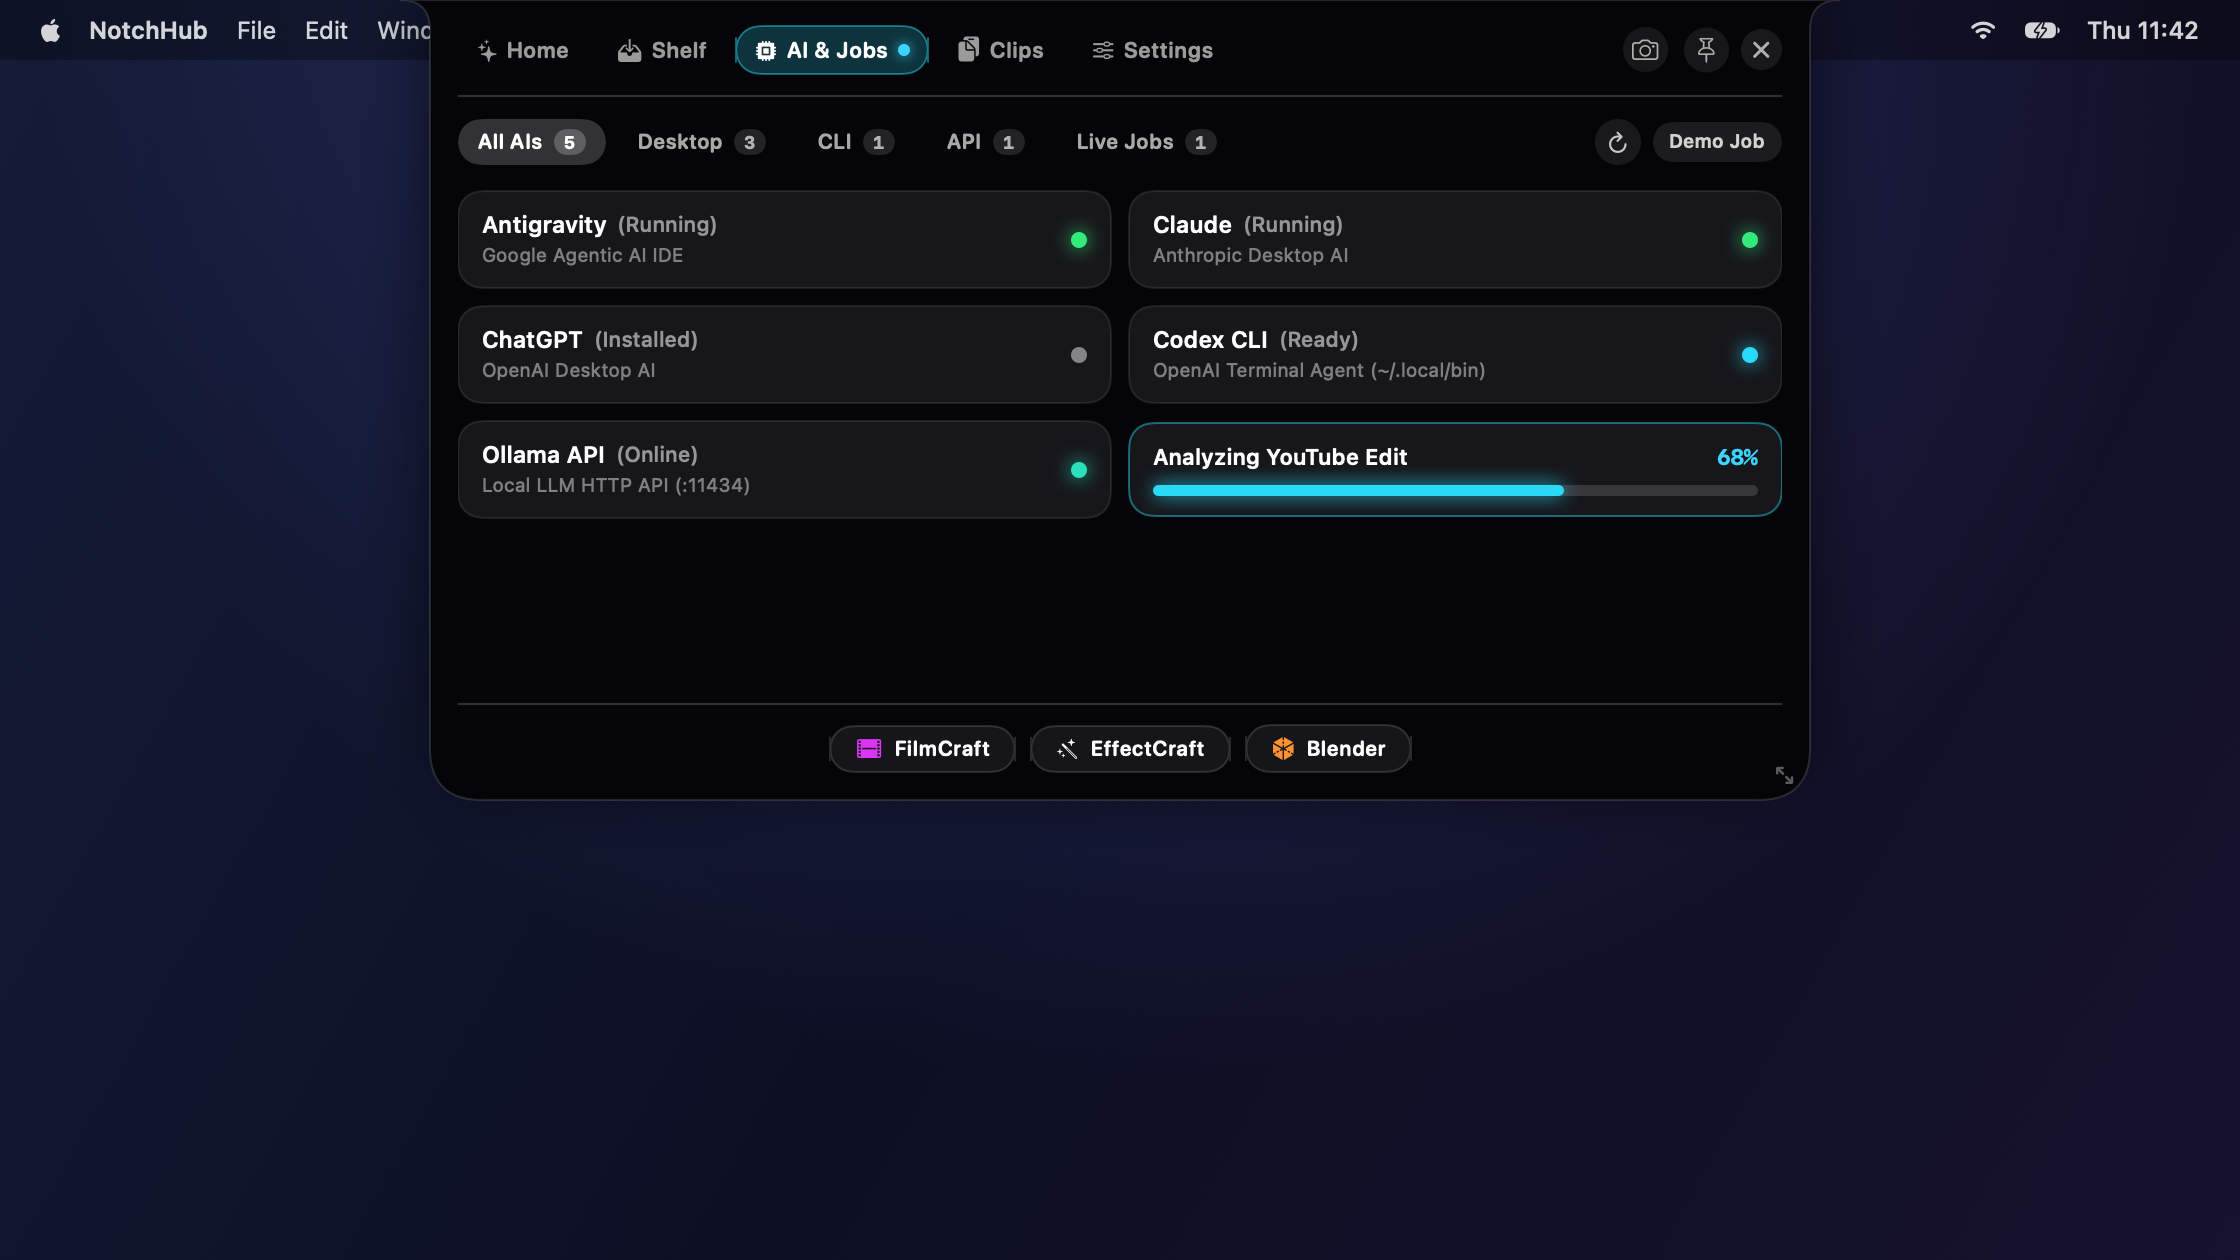 NotchHub File Edit Wind
Thu 11:42
Home Shelf AI & Jobs Clips Settings
All AIs 5 Desktop 3 CLI 1 API 1 Live Jobs 1 Demo Job
Antigravity (Running)
Google Agentic AI IDE
Claude (Running)
Anthropic Desktop AI
ChatGPT (Installed)
OpenAI Desktop AI
Codex CLI (Ready)
OpenAI Terminal Agent (~/.local/bin)
Ollama API (Online)
Local LLM HTTP API (:11434)
Analyzing YouTube Edit 68%
FilmCraft EffectCraft Blender